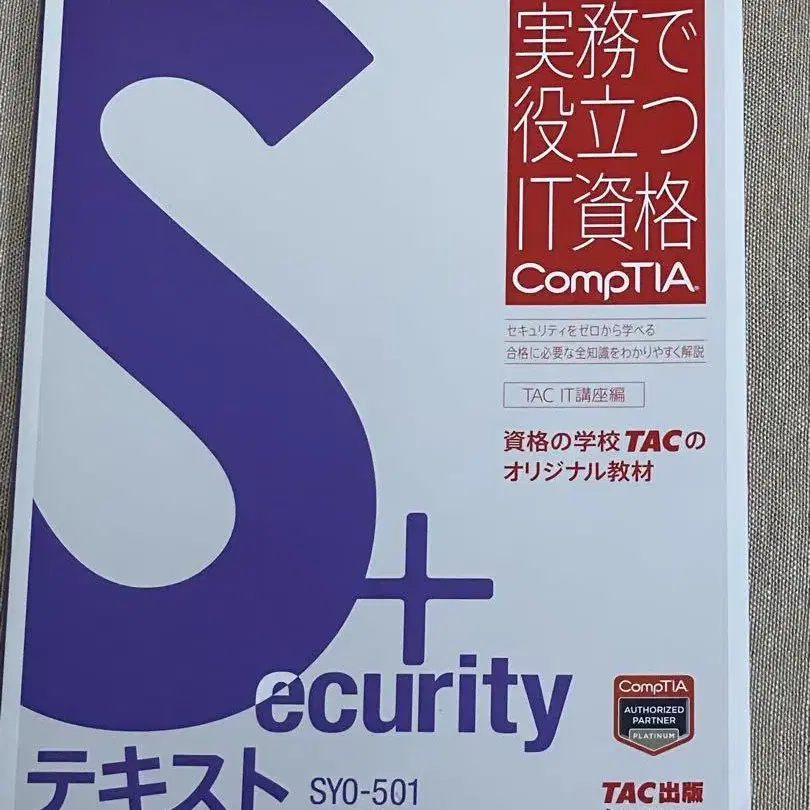 実務で
役立つ
IT資格
CompTIA®
セキュリティをゼロから学べる
合格に必要な全知識をわかりやすく解説
TAC IT講座編
資格の学校TACの
オリジナル教材
S+
ecurity
テキスト SY0-501
CompTIA
AUTHORIZED
PARTNER
PLATINUM
TAC出版